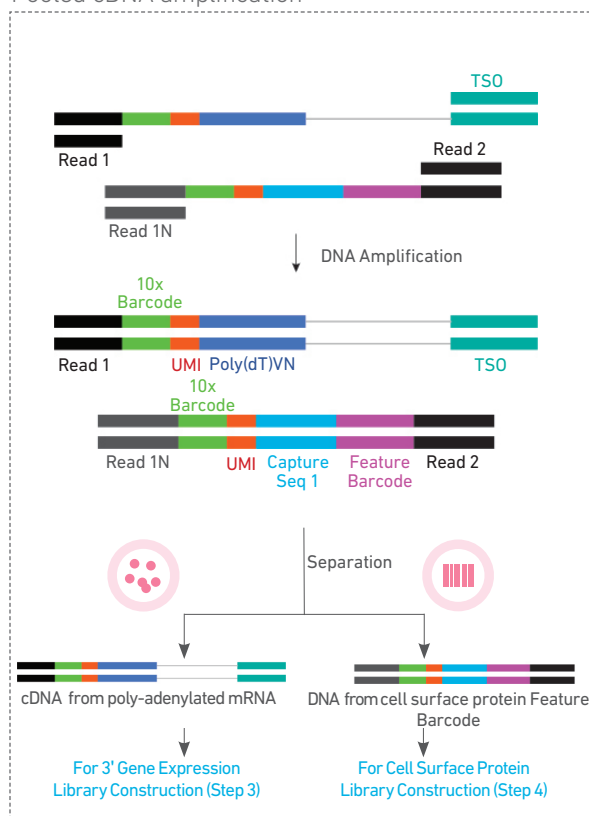 Pooled cDNA amplification
TSO
Read 1
Read 2
Read 1N
DNA Amplification
10x
Barcode
Read 1
UMI
Poly(dT)VN
TSO
10x
Barcode
Read 1N
UMI
Capture
Seq 1
Feature
Barcode
Read 2
Separation
cDNA from poly-adenylated mRNA
DNA from cell surface protein Feature
Barcode
For 3' Gene Expression
Library Construction (Step 3)
For Cell Surface Protein
Library Construction (Step 4)